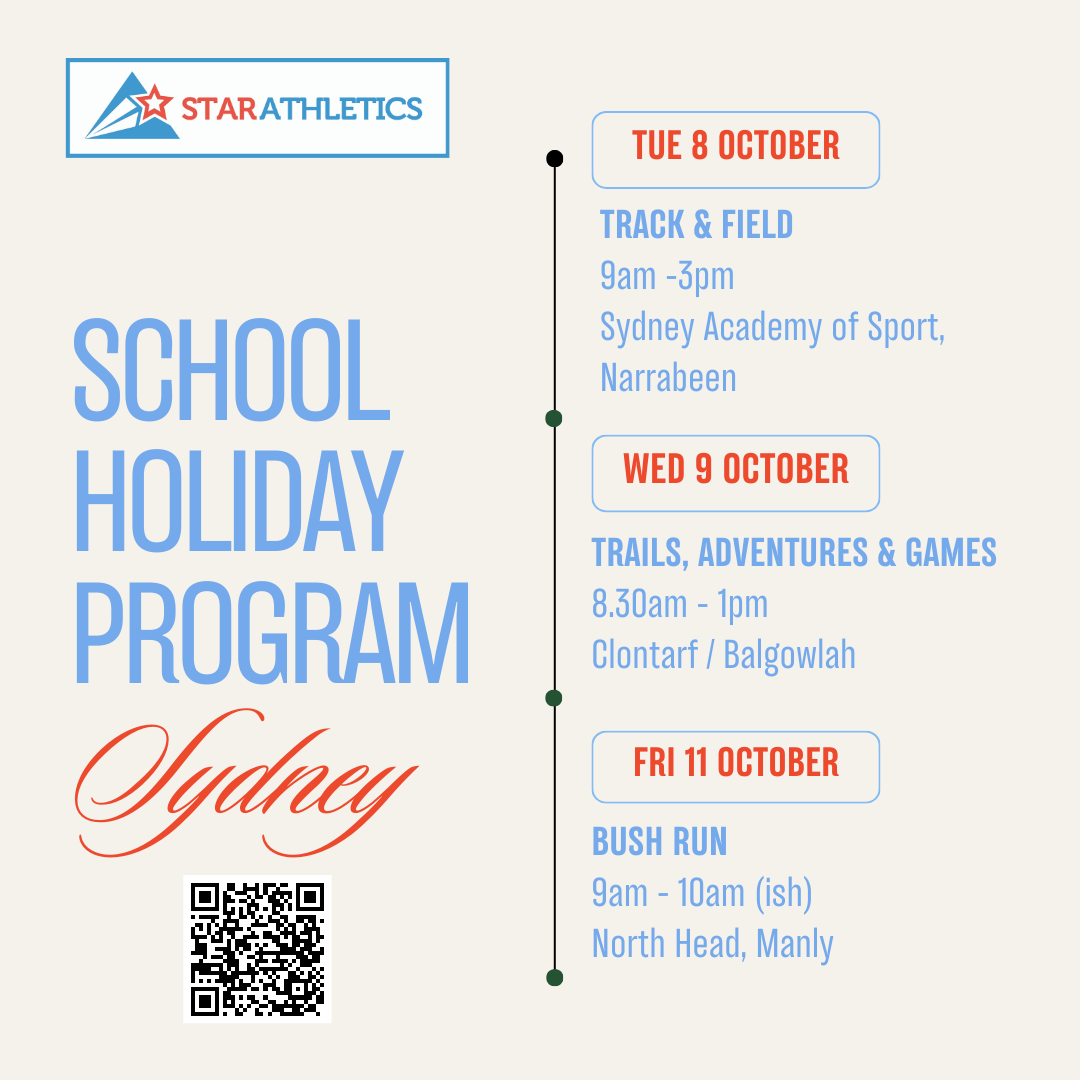 STARATHLETICS
SCHOOL
HOLIDAY
PROGRAM
Sydney
TUE 8 OCTOBER
TRACK & FIELD
9am -3pm
Sydney Academy of Sport,
Narrabeen
WED 9 OCTOBER
TRAILS, ADVENTURES & GAMES
8.30am - 1pm
Clontarf / Balgowlah
FRI 11 OCTOBER
BUSH RUN
9am - 10am (ish)
North Head, Manly